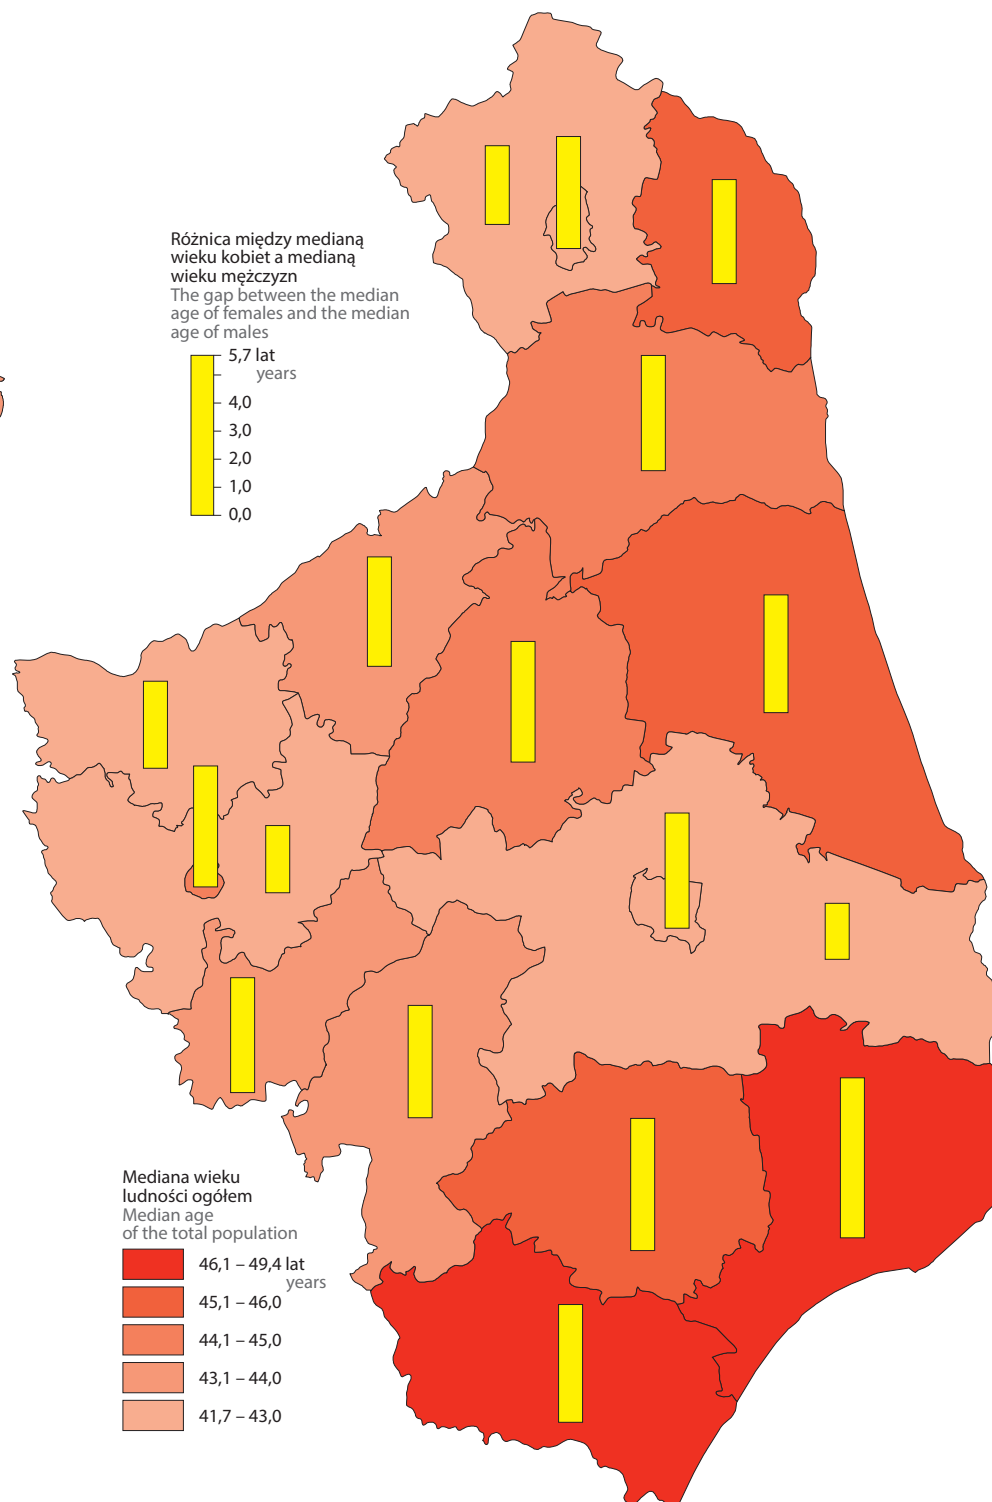 Różnica między medianą
wieku kobiet a medianą
wieku mężczyzn
The gap between the median
age of females and the median
age of males
5,7 lat
years
4,0
3,0
2,0
1,0
0,0
Mediana wieku
ludności ogółem
Median age
of the total population
46,1 – 49,4 lat
years
45,1 – 46,0
44,1 – 45,0
43,1 – 44,0
41,7 – 43,0